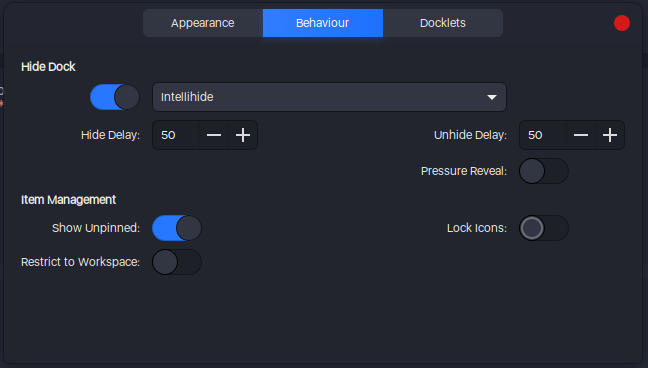 Appearance Behaviour Docklets
Hide Dock
Intellihide
Hide Delay: 50 Unhide Delay: 50
Pressure Reveal:
Item Management
Show Unpinned: Lock Icons:
Restrict to Workspace: